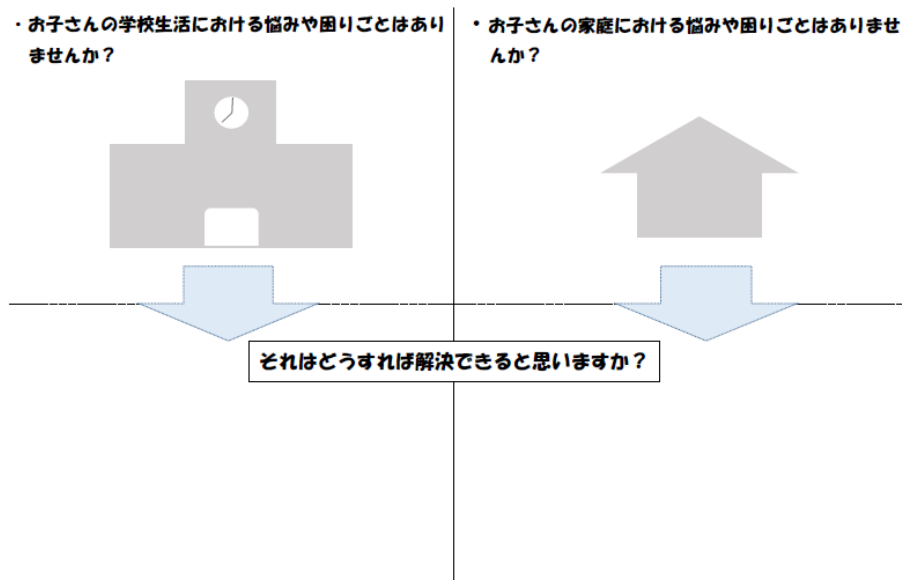 ・お子さんの学校生活における悩みや困りごとはあり
ませんか？
・お子さんの家庭における悩みや困りごとはありませ
んか？
それはどうすれば解決できると思いますか？